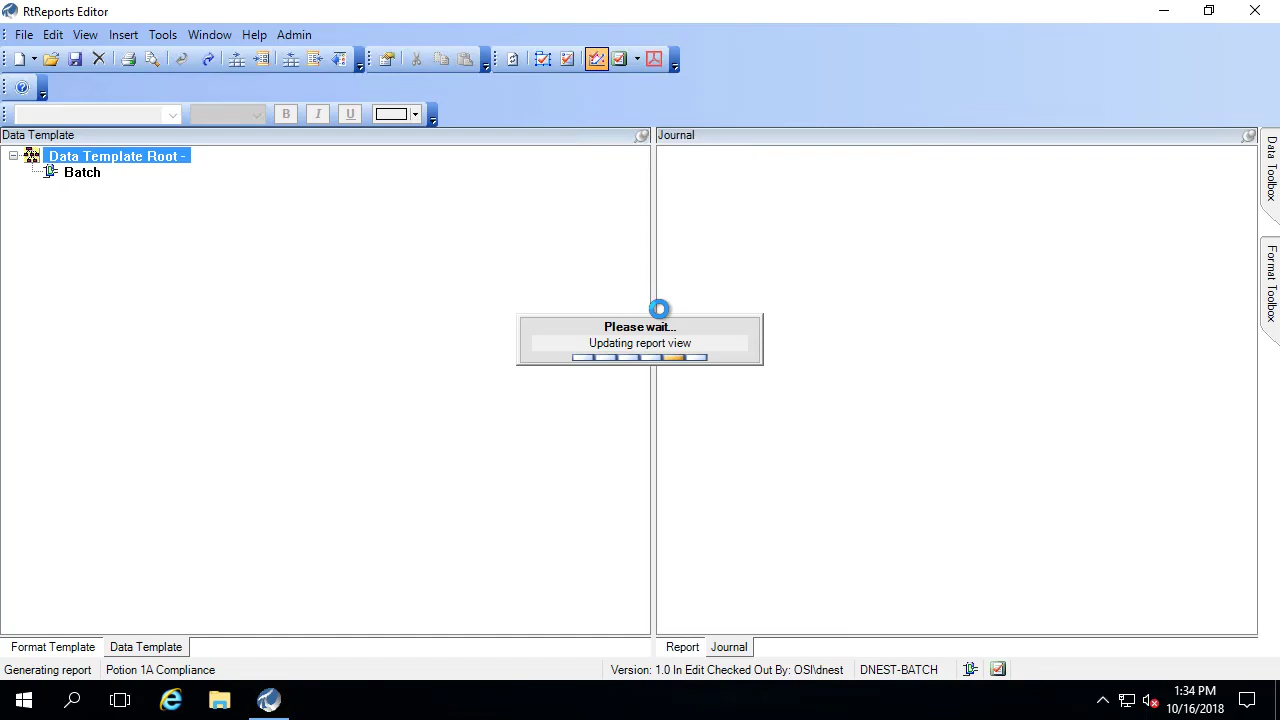 RtReports Editor
File Edit View Insert Tools Window Help Admin
B I U
Data Template
Journal
Data Template Root -
Batch
Data Toolbox
Format Toolbox
Please wait...
Updating report view
Format Template Data Template
Report Journal
Generating report Potion 1A Compliance Version: 1.0 In Edit Checked Out By: OSI\dnest DNEST-BATCH
1:34 PM
10/16/2018